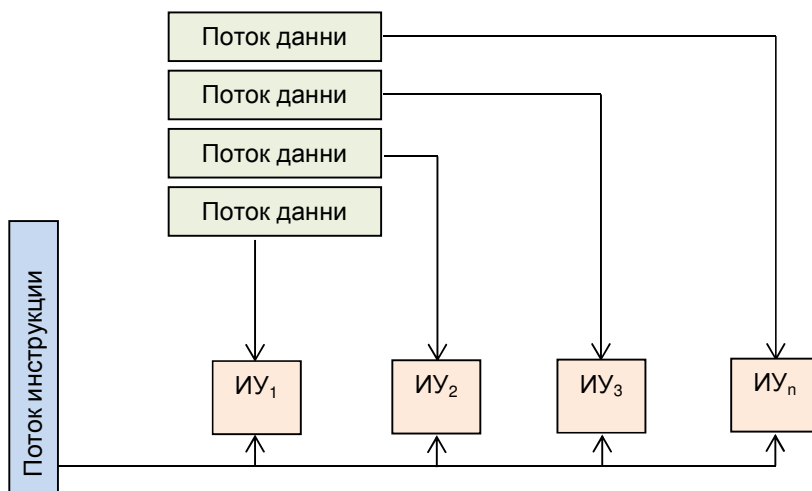 Поток данни
Поток данни
Поток данни
Поток данни
Поток инструкции
ИУ₁
ИУ₂
ИУ₃
ИУₙ